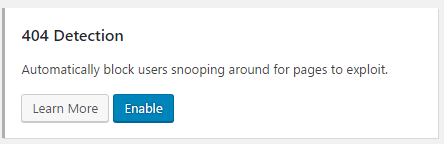 404 Detection
Automatically block users snooping around for pages to exploit.
Learn More Enable